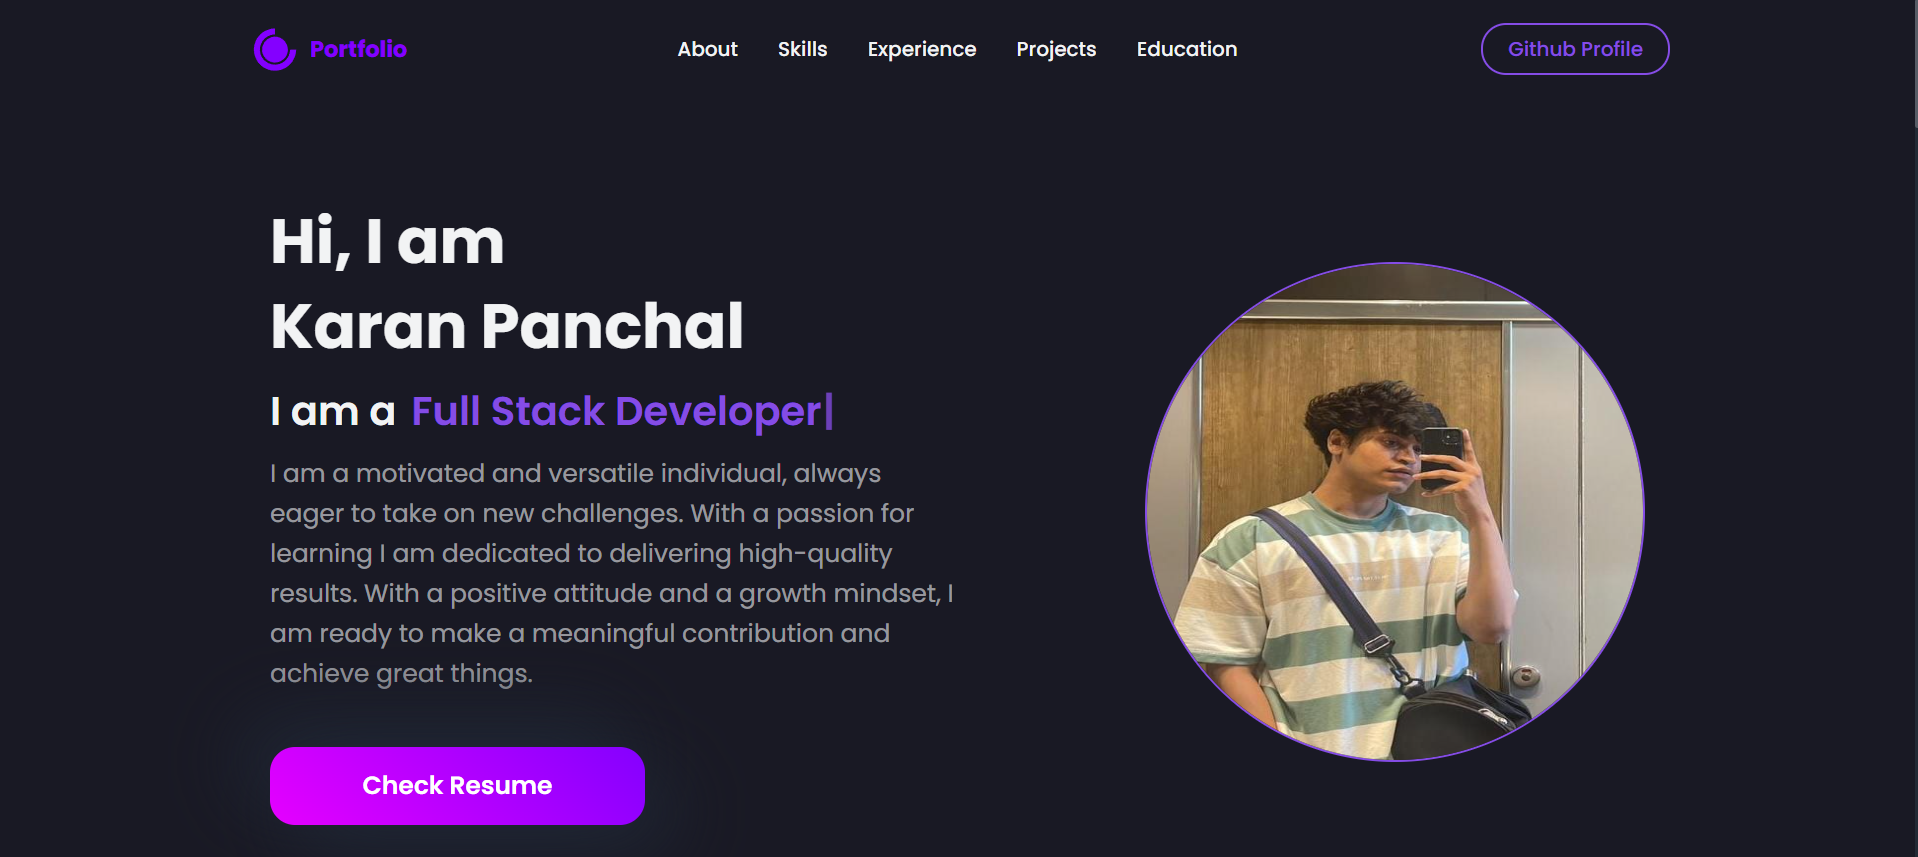 Portfolio
About Skills Experience Projects Education
Github Profile
Hi, I am
Karan Panchal
I am a Full Stack Developer|
I am a motivated and versatile individual, always
eager to take on new challenges. With a passion for
learning I am dedicated to delivering high-quality
results. With a positive attitude and a growth mindset, I
am ready to make a meaningful contribution and
achieve great things.
Check Resume